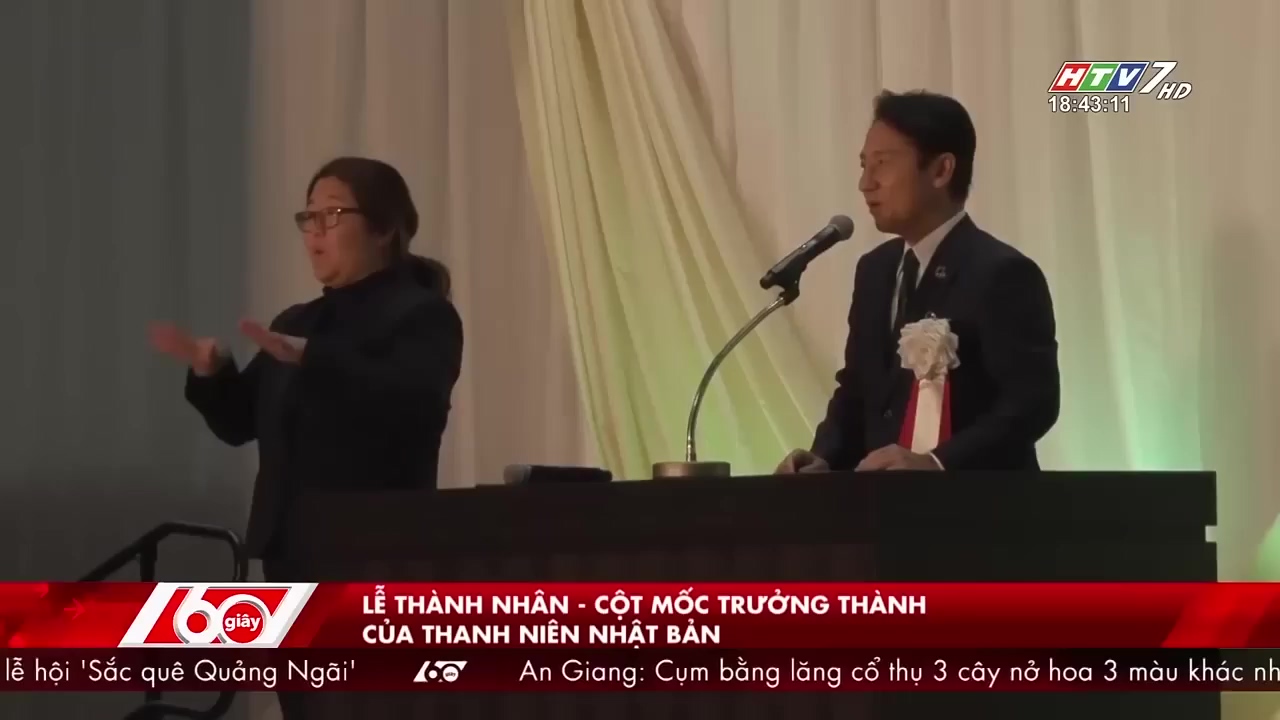 HTV7 HD
18:43:11
60 giây
LỄ THÀNH NHÂN - CỘT MỐC TRƯỞNG THÀNH
CỦA THANH NIÊN NHẬT BẢN
lễ hội 'Sắc quê Quảng Ngãi' 60 giây An Giang: Cụm bằng lăng cổ thụ 3 cây nở hoa 3 màu khác